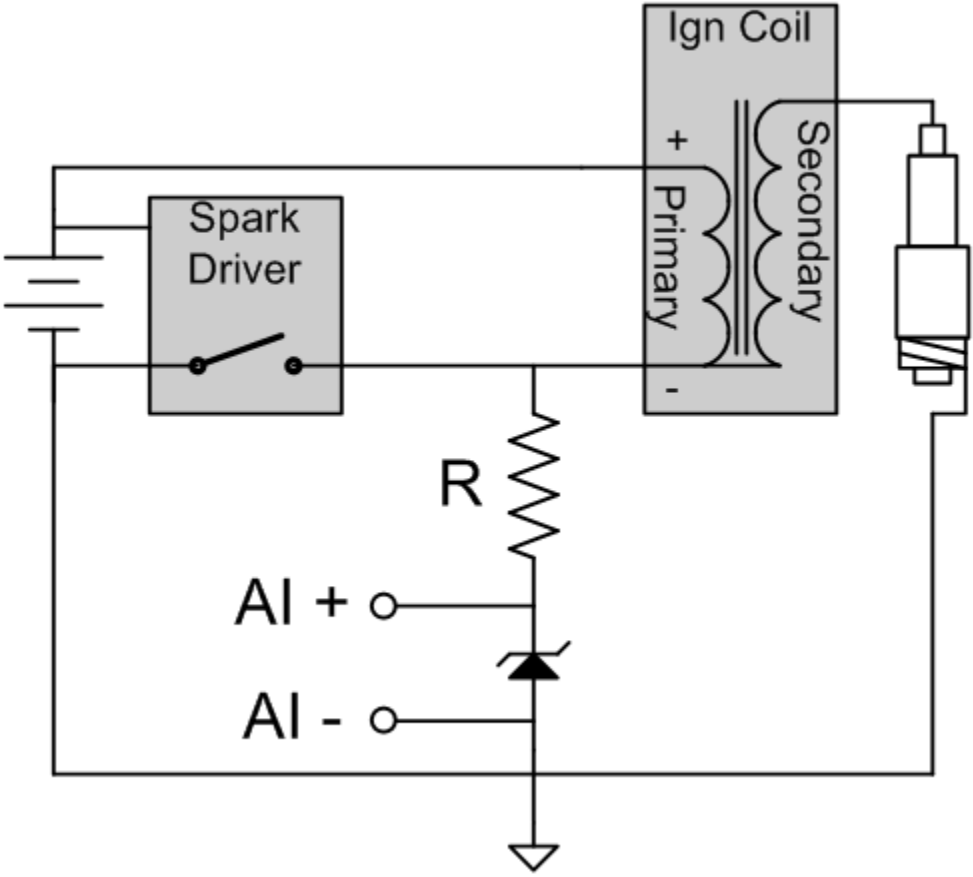 Ign Coil
+
Primary
Secondary
-
Spark
Driver
R
AI +
AI -